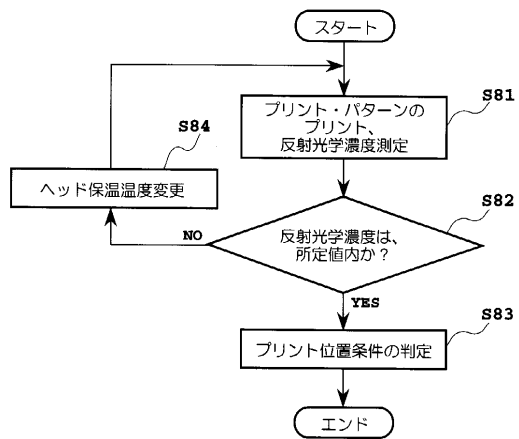 スタート
S81
プリント・パターンの
プリント、
反射光学濃度測定
S84
ヘッド保温温度変更
S82
反射光学濃度は、
所定値内か?
NO
YES
S83
プリント位置条件の判定
エンド